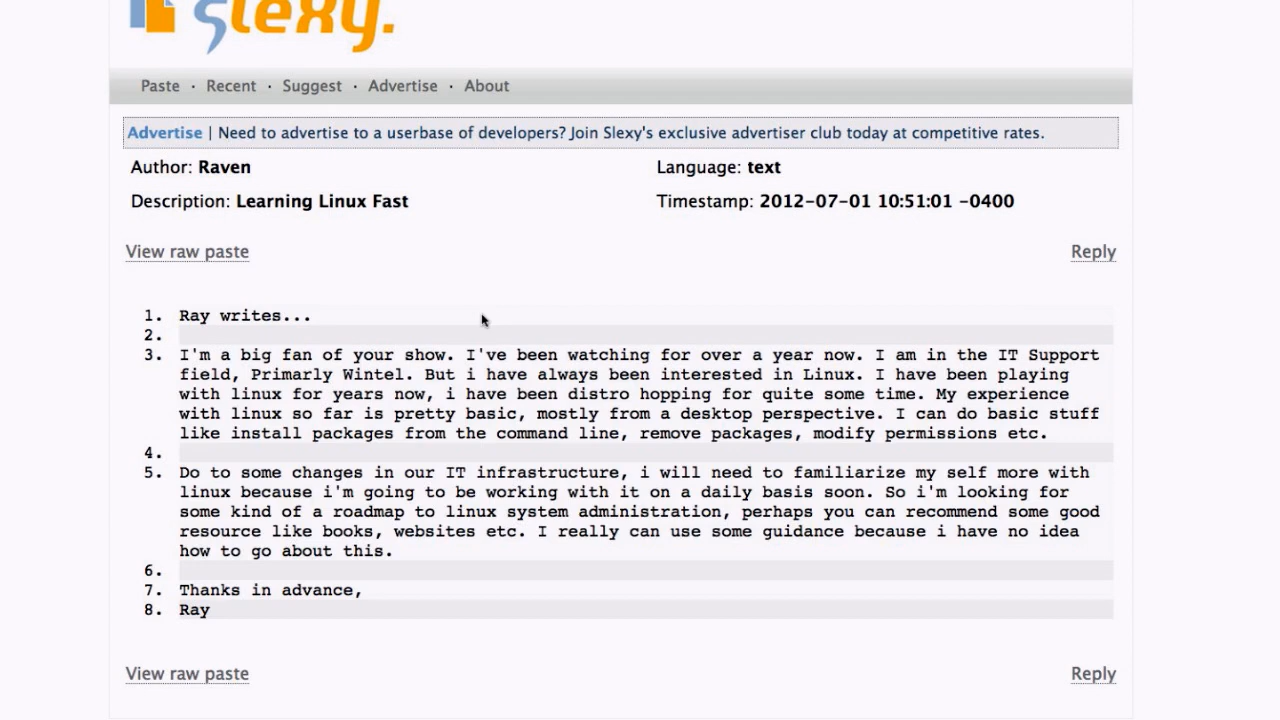 slexy.
Paste · Recent · Suggest · Advertise · About
Advertise | Need to advertise to a userbase of developers? Join Slexy's exclusive advertiser club today at competitive rates.
Author: Raven Language: text
Description: Learning Linux Fast Timestamp: 2012-07-01 10:51:01 -0400
View raw paste Reply
1. Ray writes...
2.
3. I'm a big fan of your show. I've been watching for over a year now. I am in the IT Support
field, Primarly Wintel. But i have always been interested in Linux. I have been playing
with linux for years now, i have been distro hopping for quite some time. My experience
with linux so far is pretty basic, mostly from a desktop perspective. I can do basic stuff
like install packages from the command line, remove packages, modify permissions etc.
4.
5. Do to some changes in our IT infrastructure, i will need to familiarize my self more with
linux because i'm going to be working with it on a daily basis soon. So i'm looking for
some kind of a roadmap to linux system administration, perhaps you can recommend some good
resource like books, websites etc. I really can use some guidance because i have no idea
how to go about this.
6.
7. Thanks in advance,
8. Ray
View raw paste Reply